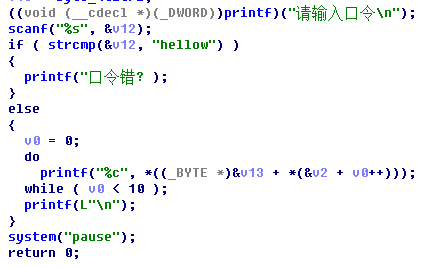 ((void (__cdecl *)(_DWORD))printf)("请输入口令\n");
scanf("%s", &v12);
if ( strcmp(&v12, "hellow") )
{
printf("口令错? );
}
else
{
v0 = 0;
do
printf("%c", *((_BYTE *)&v13 + *(&v2 + v0++)));
while ( v0 < 10 );
printf(L"\n");
}
system("pause");
return 0;